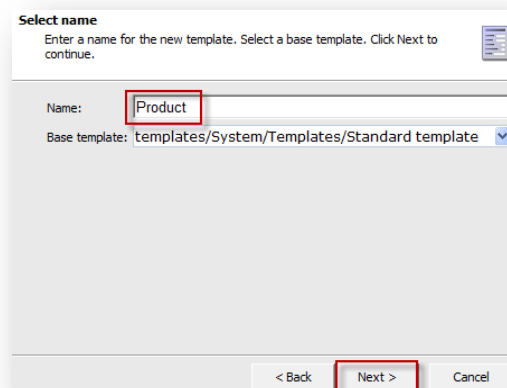 Select name
Enter a name for the new template. Select a base template. Click Next to
continue.
Name: Product
Base template: templates/System/Templates/Standard template
< Back Next > Cancel